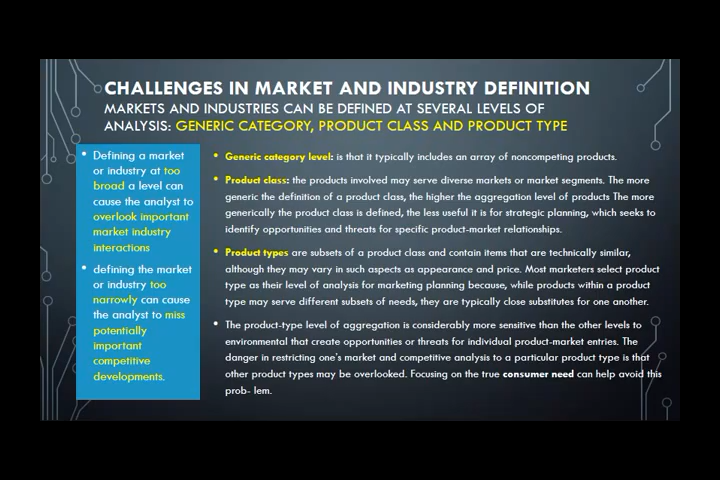 CHALLENGES IN MARKET AND INDUSTRY DEFINITION
MARKETS AND INDUSTRIES CAN BE DEFINED AT SEVERAL LEVELS OF
ANALYSIS: GENERIC CATEGORY, PRODUCT CLASS AND PRODUCT TYPE
• Defining a market
or industry at too
broad a level can
cause the analyst to
overlook important
market industry
interactions
• defining the market
or industry too
narrowly can cause
the analyst to miss
potentially
important
competitive
developments.
• Generic category level: is that it typically includes an array of noncompeting products.
• Product class: the products involved may serve diverse markets or market segments. The more
generic the definition of a product class, the higher the aggregation level of products The more
generically the product class is defined, the less useful it is for strategic planning, which seeks to
identify opportunities and threats for specific product-market relationships.
• Product types are subsets of a product class and contain items that are technically similar,
although they may vary in such aspects as appearance and price. Most marketers select product
type as their level of analysis for marketing planning because, while products within a product
type may serve different subsets of needs, they are typically close substitutes for one another.
• The product-type level of aggregation is considerably more sensitive than the other levels to
environmental that create opportunities or threats for individual product-market entries. The
danger in restricting one's market and competitive analysis to a particular product type is that
other product types may be overlooked. Focusing on the true consumer need can help avoid this
prob- lem.